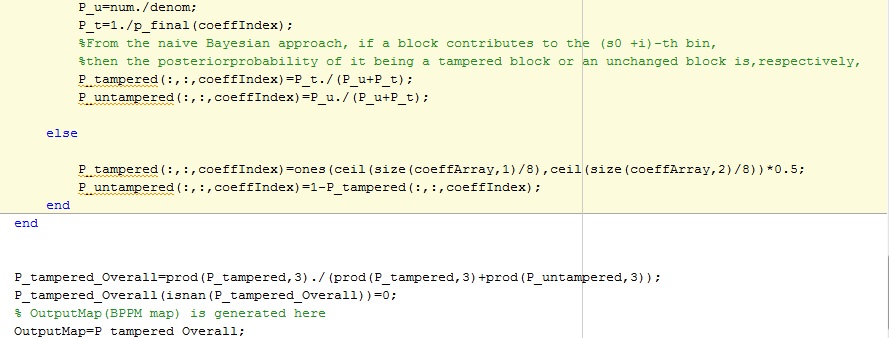 P_u=num./denom;
P_t=1./p_final(coeffIndex);
%From the naive Bayesian approach, if a block contributes to the (s0 +i)-th bin,
%then the posteriorprobability of it being a tampered block or an unchanged block is,respectively,
P_tampered(:,:,coeffIndex)=P_t./(P_u+P_t);
P_untampered(:,:,coeffIndex)=P_u./(P_u+P_t);
else
P_tampered(:,:,coeffIndex)=ones(ceil(size(coeffArray,1)/8),ceil(size(coeffArray,2)/8))*0.5;
P_untampered(:,:,coeffIndex)=1-P_tampered(:,:,coeffIndex);
end
end
P_tampered_Overall=prod(P_tampered,3)./(prod(P_tampered,3)+prod(P_untampered,3));
P_tampered_Overall(isnan(P_tampered_Overall))=0;
% OutputMap(BPPM map) is generated here
OutputMap=P_tampered_Overall;